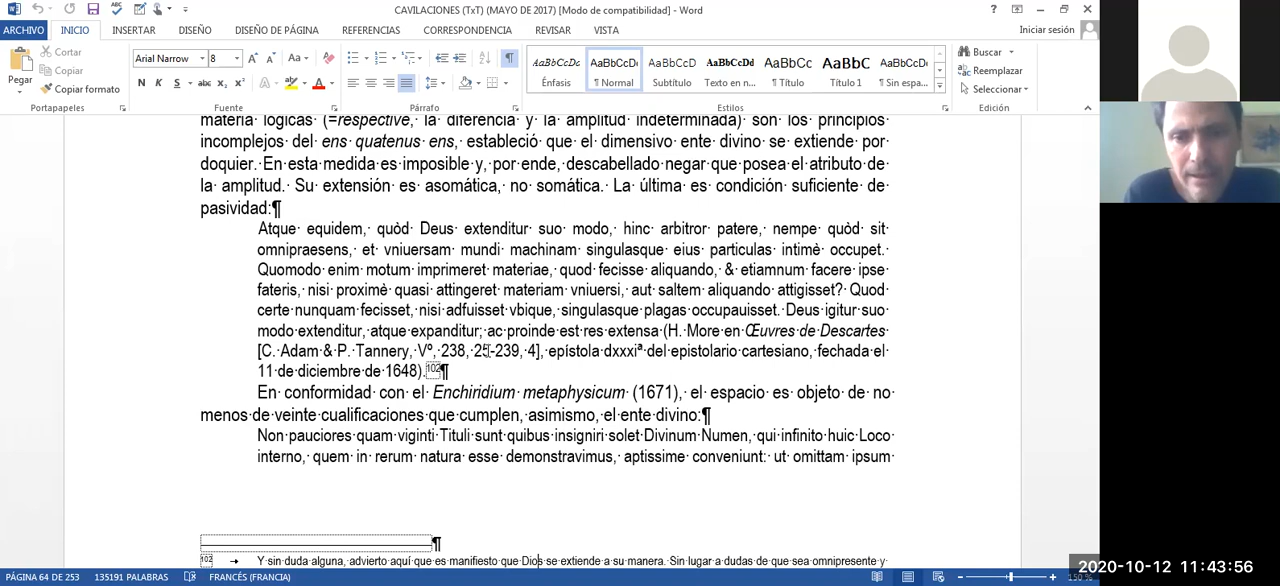 CAVILACIONES (TxT) (MAYO DE 2017) [Modo de compatibilidad] - Word
ARCHIVO INICIO INSERTAR DISEÑO DISEÑO DE PÁGINA REFERENCIAS CORRESPONDENCIA REVISAR VISTA Iniciar sesión
Pegar
Cortar
Copiar
Copiar formato
Portapapeles
Arial Narrow 8
N K S abc x₂ x²
Fuente
Párrafo
AaBbCcDc AaBbCcDc AaBbCcD AaBbCcDd AaBbCc AaBbC AaBbCcDc
Énfasis ¶ Normal Subtítulo Texto en n... ¶ Título Título 1 ¶ Sin espa...
Estilos
Buscar
Reemplazar
Seleccionar
Edición
materia lógicas (=respective, la diferencia y la amplitud indeterminada) son los principios
incomplejos del ens quatenus ens, estableció que el dimensivo ente divino se extiende por
doquier. En esta medida es imposible y, por ende, descabellado negar que posea el atributo de
la amplitud. Su extensión es asomática, no somática. La última es condición suficiente de
pasividad:¶
Atque equidem, quòd Deus extenditur suo modo, hinc arbitror patere, nempe quòd sit
omnipraesens, et vniuersam mundi machinam singulasque eius particulas intimè occupet.
Quomodo enim motum imprimeret materiae, quod fecisse aliquando, & etiamnum facere ipse
fateris, nisi proximè quasi attingeret materiam vniuersi, aut saltem aliquando attigisset? Quod
certe nunquam fecisset, nisi adfuisset vbique, singulasque plagas occupauisset. Deus igitur suo
modo extenditur, atque expanditur; ac proinde est res extensa (H. More en Œuvres de Descartes
[C. Adam & P. Tannery, Vº, 238, 25-239, 4], epístola dxxxiª del epistolario cartesiano, fechada el
11 de diciembre de 1648).102¶
En conformidad con el Enchiridium metaphysicum (1671), el espacio es objeto de no
menos de veinte cualificaciones que cumplen, asimismo, el ente divino:¶
Non pauciores quam viginti Tituli sunt quibus insigniri solet Divinum Numen, qui infinito huic Loco
interno, quem in rerum natura esse demonstravimus, aptissime conveniunt: ut omittam ipsum
¶
102 → Y sin duda alguna, advierto aquí que es manifiesto que Dios se extiende a su manera. Sin lugar a dudas de que sea omnipresente y
PÁGINA 64 DE 253 135191 PALABRAS FRANCÉS (FRANCIA) 150 %
2020-10-12 11:43:56